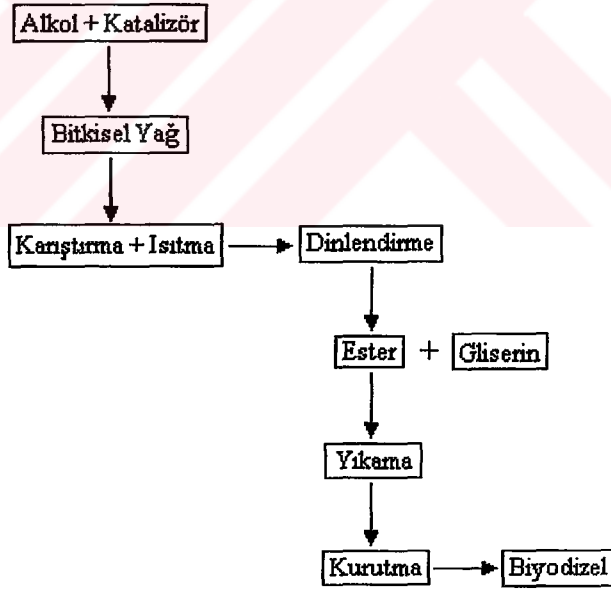 Alkol + Katalizör
Bitkisel Yağ
Karıştırma + Isıtma
Dinlendirme
Ester + Gliserin
Yıkama
Kurutma
Biyodizel